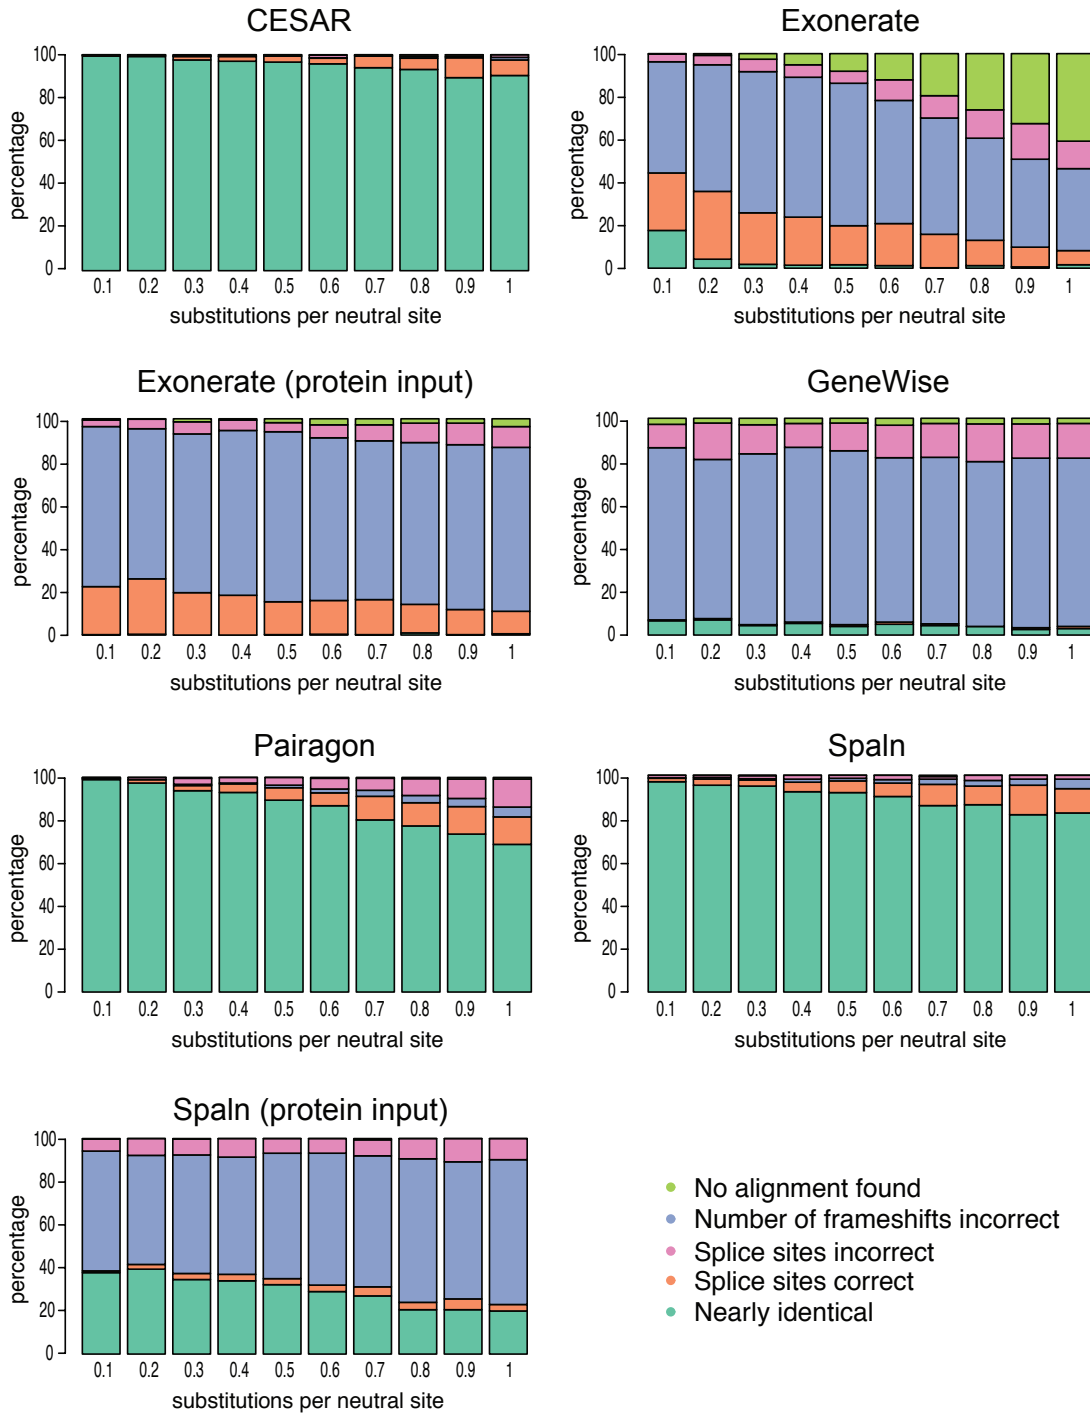 CESAR
percentage
100
80
60
40
20
0
0.1 0.2 0.3 0.4 0.5 0.6 0.7 0.8 0.9 1
substitutions per neutral site
Exonerate
percentage
100
80
60
40
20
0
0.1 0.2 0.3 0.4 0.5 0.6 0.7 0.8 0.9 1
substitutions per neutral site
Exonerate (protein input)
percentage
100
80
60
40
20
0
0.1 0.2 0.3 0.4 0.5 0.6 0.7 0.8 0.9 1
substitutions per neutral site
GeneWise
percentage
100
80
60
40
20
0
0.1 0.2 0.3 0.4 0.5 0.6 0.7 0.8 0.9 1
substitutions per neutral site
Pairagon
percentage
100
80
60
40
20
0
0.1 0.2 0.3 0.4 0.5 0.6 0.7 0.8 0.9 1
substitutions per neutral site
Spaln
percentage
100
80
60
40
20
0
0.1 0.2 0.3 0.4 0.5 0.6 0.7 0.8 0.9 1
substitutions per neutral site
Spaln (protein input)
percentage
100
80
60
40
20
0
0.1 0.2 0.3 0.4 0.5 0.6 0.7 0.8 0.9 1
substitutions per neutral site
No alignment found
Number of frameshifts incorrect
Splice sites incorrect
Splice sites correct
Nearly identical